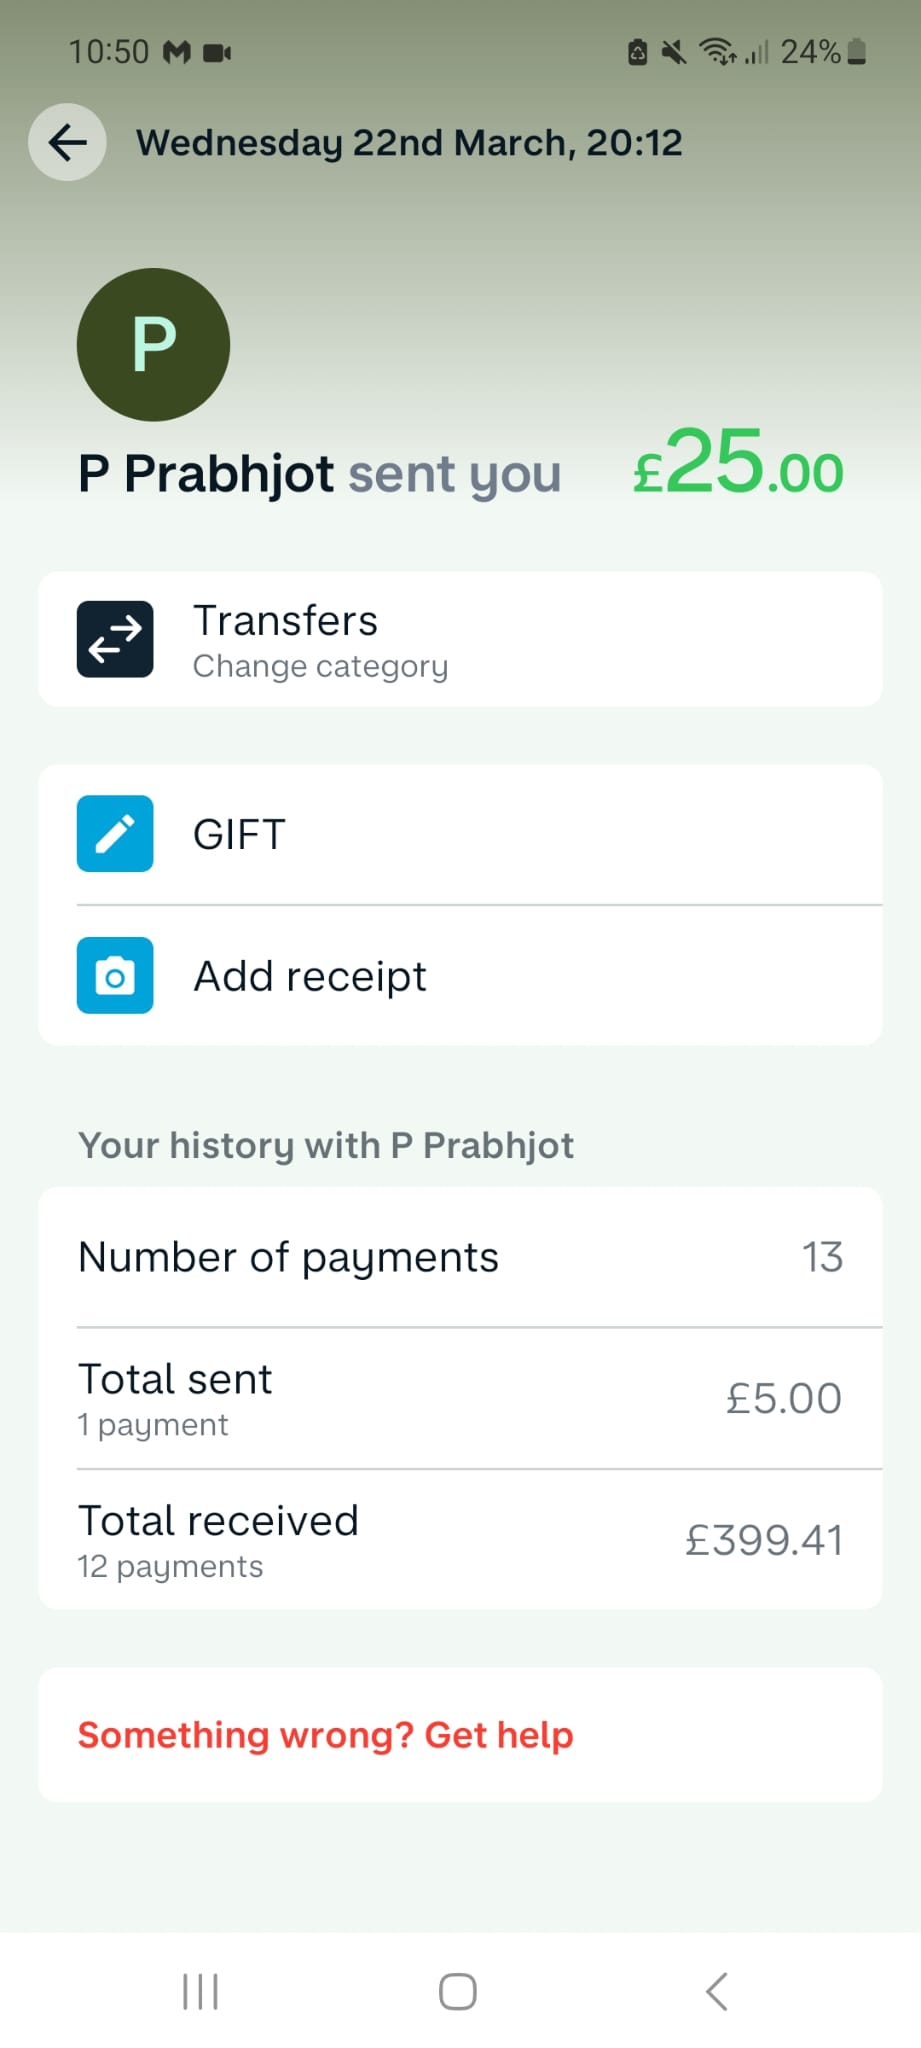 10:50
24%
Wednesday 22nd March, 20:12
P
P Prabhjot sent you £25.00
Transfers
Change category
GIFT
Add receipt
Your history with P Prabhjot
Number of payments 13
Total sent
1 payment
£5.00
Total received
12 payments
£399.41
Something wrong? Get help